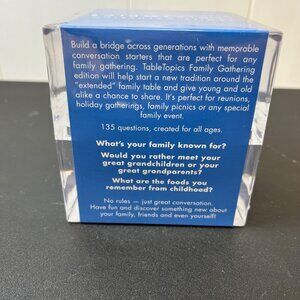 Build a bridge across generations with memorable
conversation starters that are perfect for any
family gathering. TableTopics Family Gathering
edition will help start a new tradition around the
"extended" family table and give young and old
alike a chance to share. It's perfect for reunions,
holiday gatherings, family picnics or any special
family event.
135 questions, created for all ages.
What's your family known for?
Would you rather meet your
great grandchildren or your
great grandparents?
What are the foods you
remember from childhood?
No rules — just great conversation.
Have fun and discover something new about
your family, friends and even yourself!